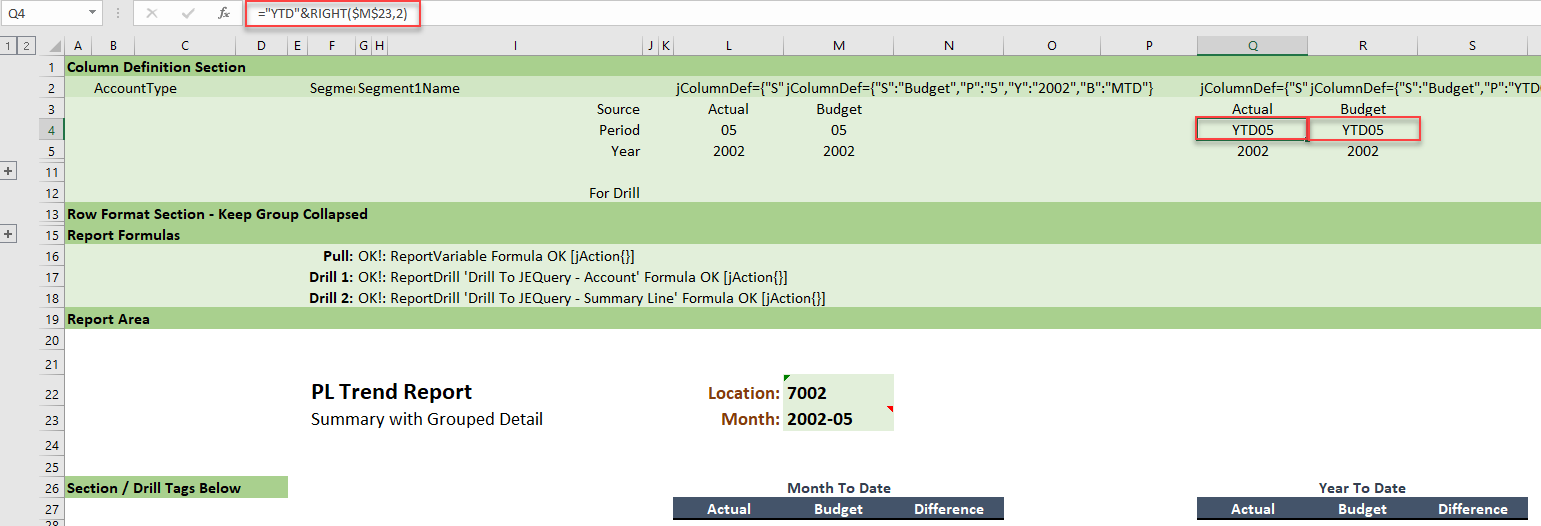 Q4 fx ="YTD"&RIGHT($M$23,2)
1 2 A B C D E F G H I J K L M N O P Q R S
1 Column Definition Section
2 AccountType Segme Segment1Name jColumnDef={"S" jColumnDef={"S":"Budget","P":"5","Y":"2002","B":"MTD"} jColumnDef={"S" jColumnDef={"S":"Budget","P":"YTD
3 Source Actual Budget Actual Budget
4 Period 05 05 YTD05 YTD05
5 Year 2002 2002 2002 2002
11
12 For Drill
13 Row Format Section - Keep Group Collapsed
15 Report Formulas
16 Pull: OK!: ReportVariable Formula OK [jAction{}]
17 Drill 1: OK!: ReportDrill 'Drill To JEQuery - Account' Formula OK [jAction{}]
18 Drill 2: OK!: ReportDrill 'Drill To JEQuery - Summary Line' Formula OK [jAction{}]
19 Report Area
20
21
22 PL Trend Report Location: 7002
23 Summary with Grouped Detail Month: 2002-05
24
25
26 Section / Drill Tags Below Month To Date Year To Date
27 Actual Budget Difference Actual Budget Difference
28